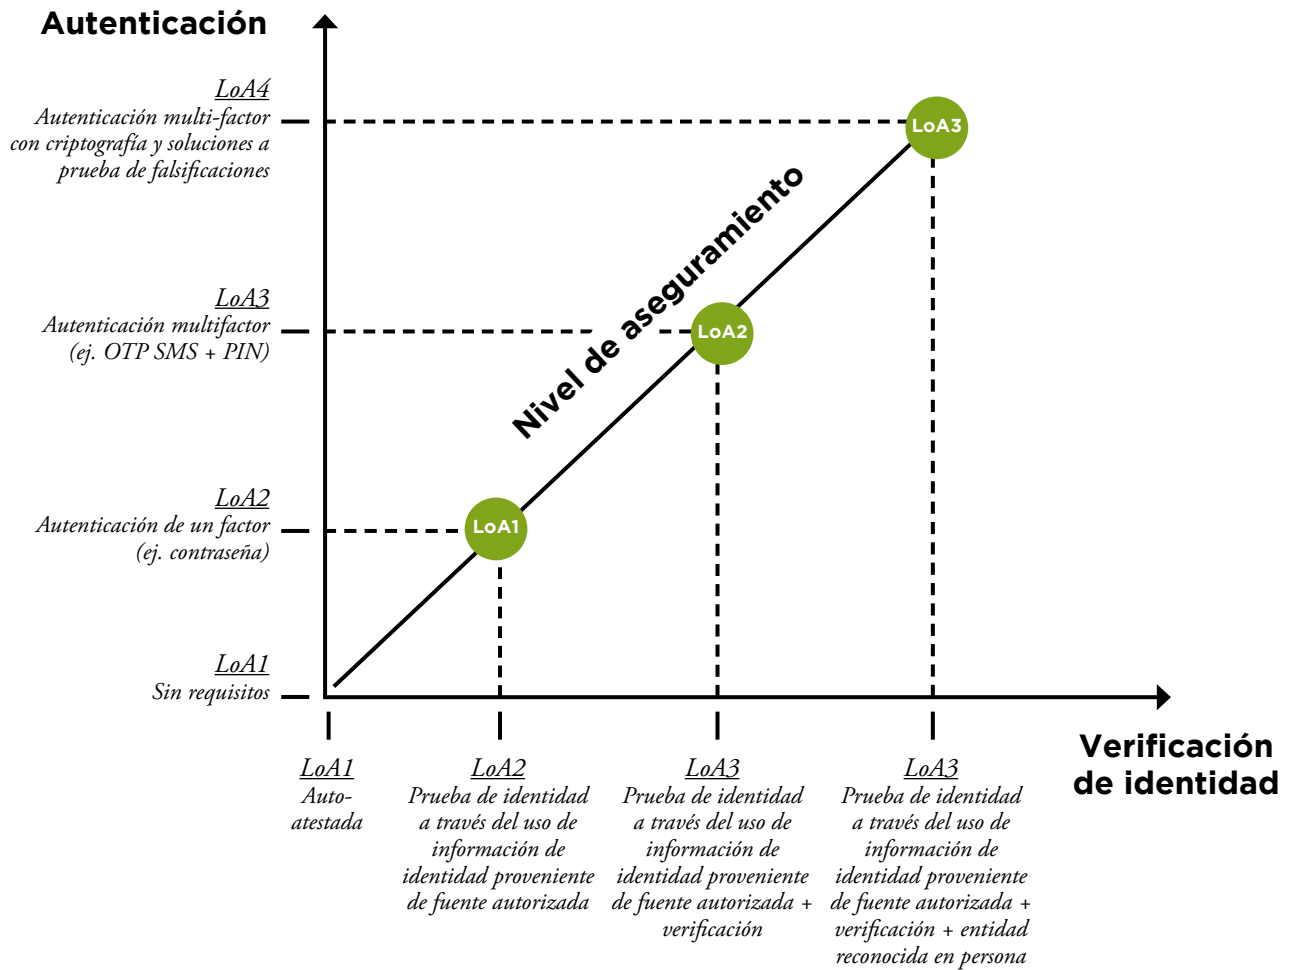 Autenticación
LoA4
Autenticación multi-factor
con criptografía y soluciones a
prueba de falsificaciones
LoA3
Nivel de aseguramiento
LoA3
Autenticación multifactor
(ej. OTP SMS + PIN)
LoA2
LoA2
Autenticación de un factor
(ej. contraseña)
LoA1
LoA1
Sin requisitos
Verificación
de identidad
LoA1
Auto-
atestada
LoA2
Prueba de identidad
a través del uso de
información de
identidad proveniente
de fuente autorizada
LoA3
Prueba de identidad
a través del uso de
información de
identidad proveniente
de fuente autorizada +
verificación
LoA3
Prueba de identidad
a través del uso de
información de
identidad proveniente
de fuente autorizada +
verificación + entidad
reconocida en persona